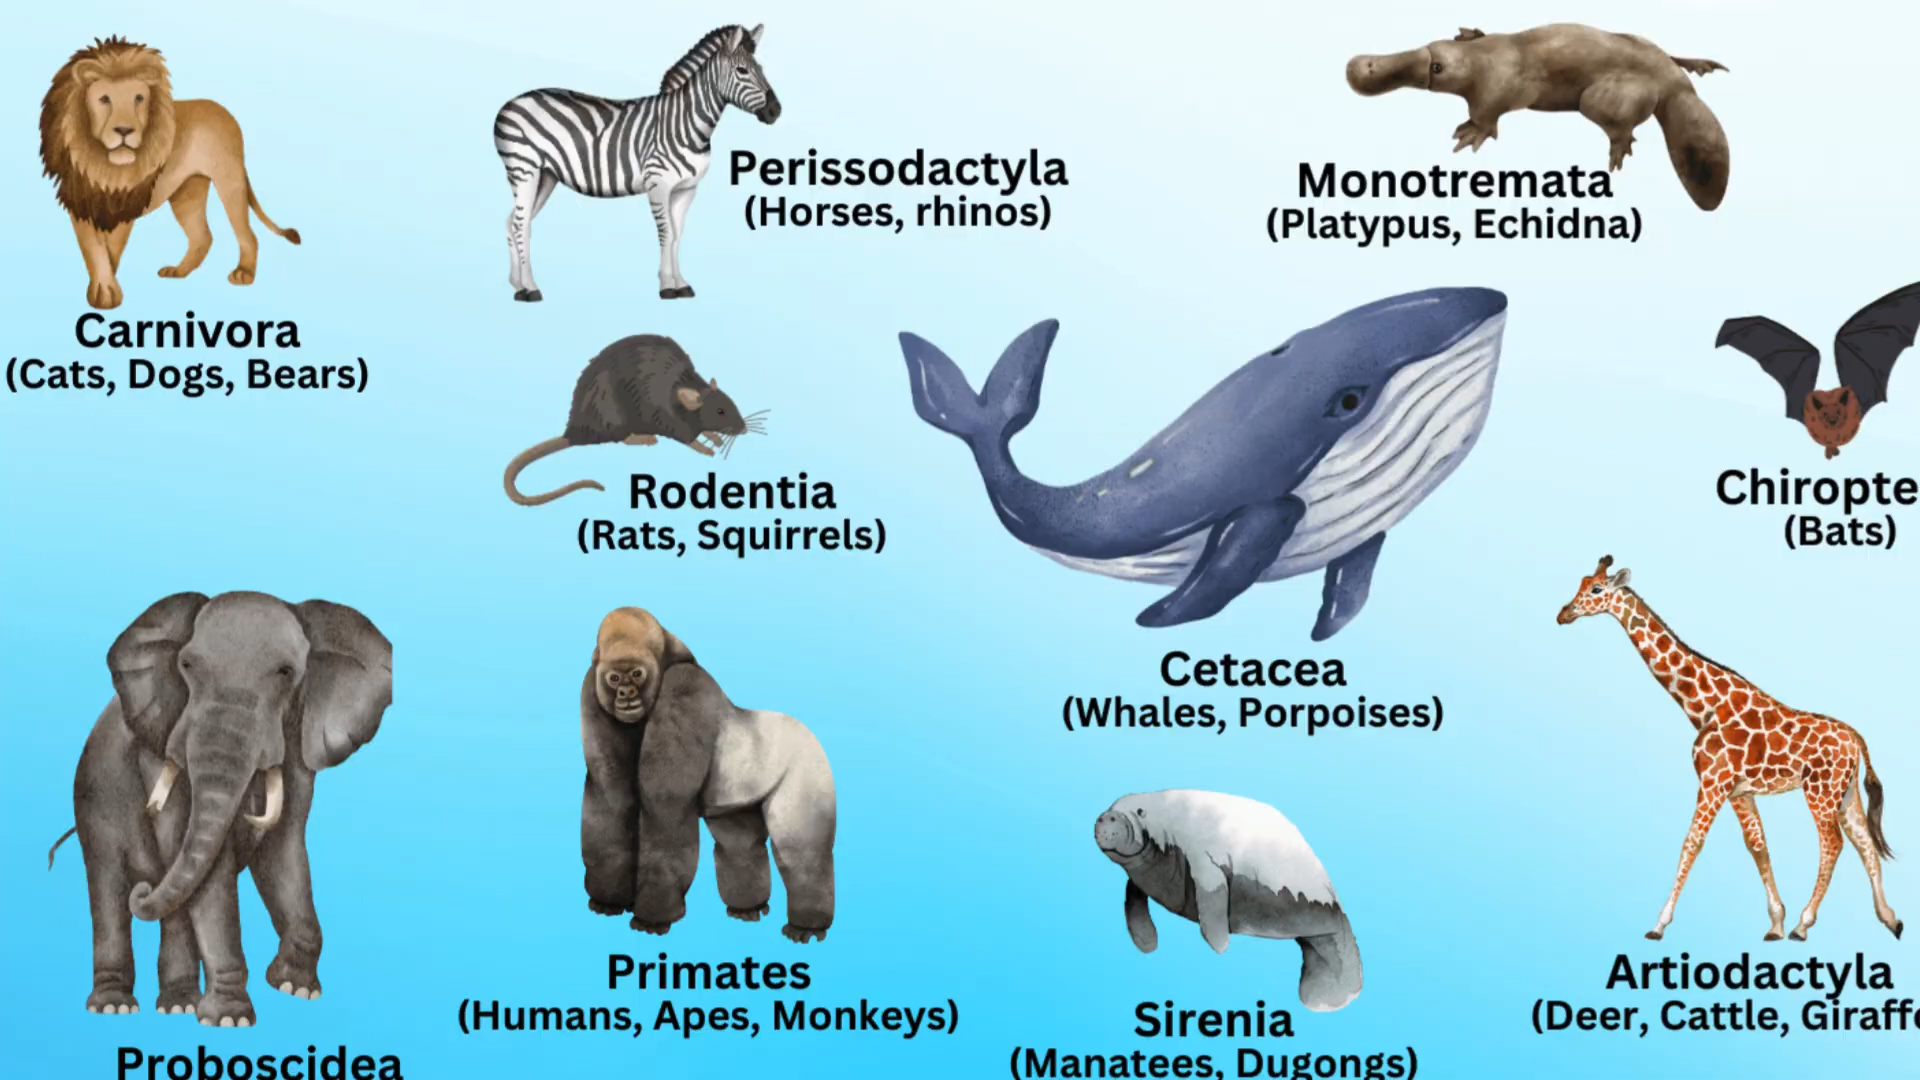 Perissodactyla
(Horses, rhinos)
Monotremata
(Platypus, Echidna)
Carnivora
(Cats, Dogs, Bears)
Rodentia
(Rats, Squirrels)
Chiropte
(Bats)
Cetacea
(Whales, Porpoises)
Primates
(Humans, Apes, Monkeys)
Artiodactyla
(Deer, Cattle, Giraffe
Sirenia
(Manatees, Dugongs)
Proboscidea